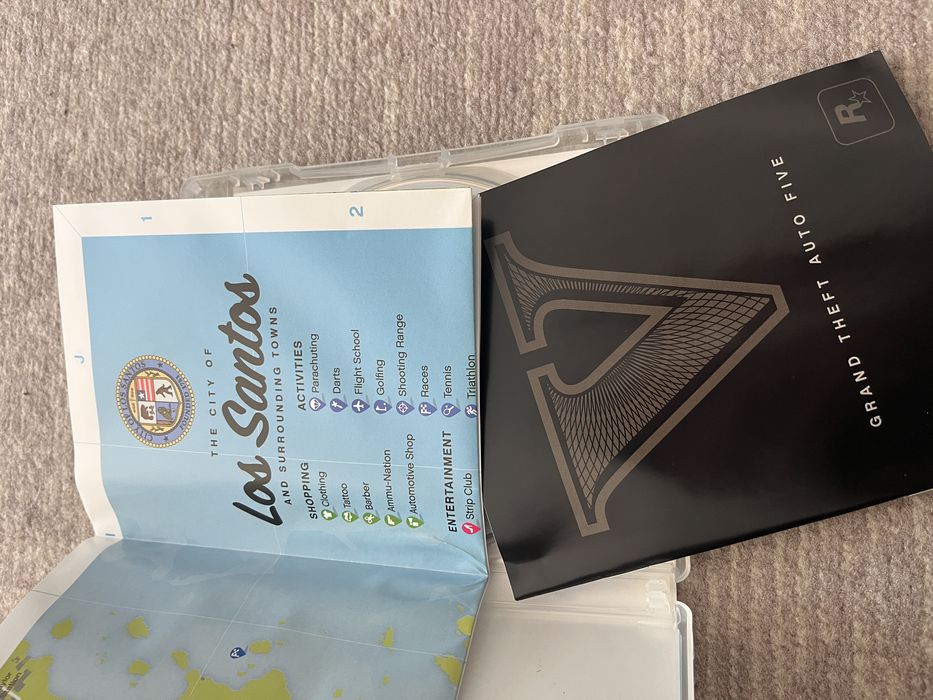 J
I
1
2
THE CITY OF
Los Santos
AND SURROUNDING TOWNS
SHOPPING
Clothing
Tattoo
Barber
Ammu-Nation
Automotive Shop
ENTERTAINMENT
Strip Club
ACTIVITIES
Parachuting
Darts
Flight School
Golfing
Shooting Range
Races
Tennis
Triathlon
R
V
GRAND THEFT AUTO FIVE